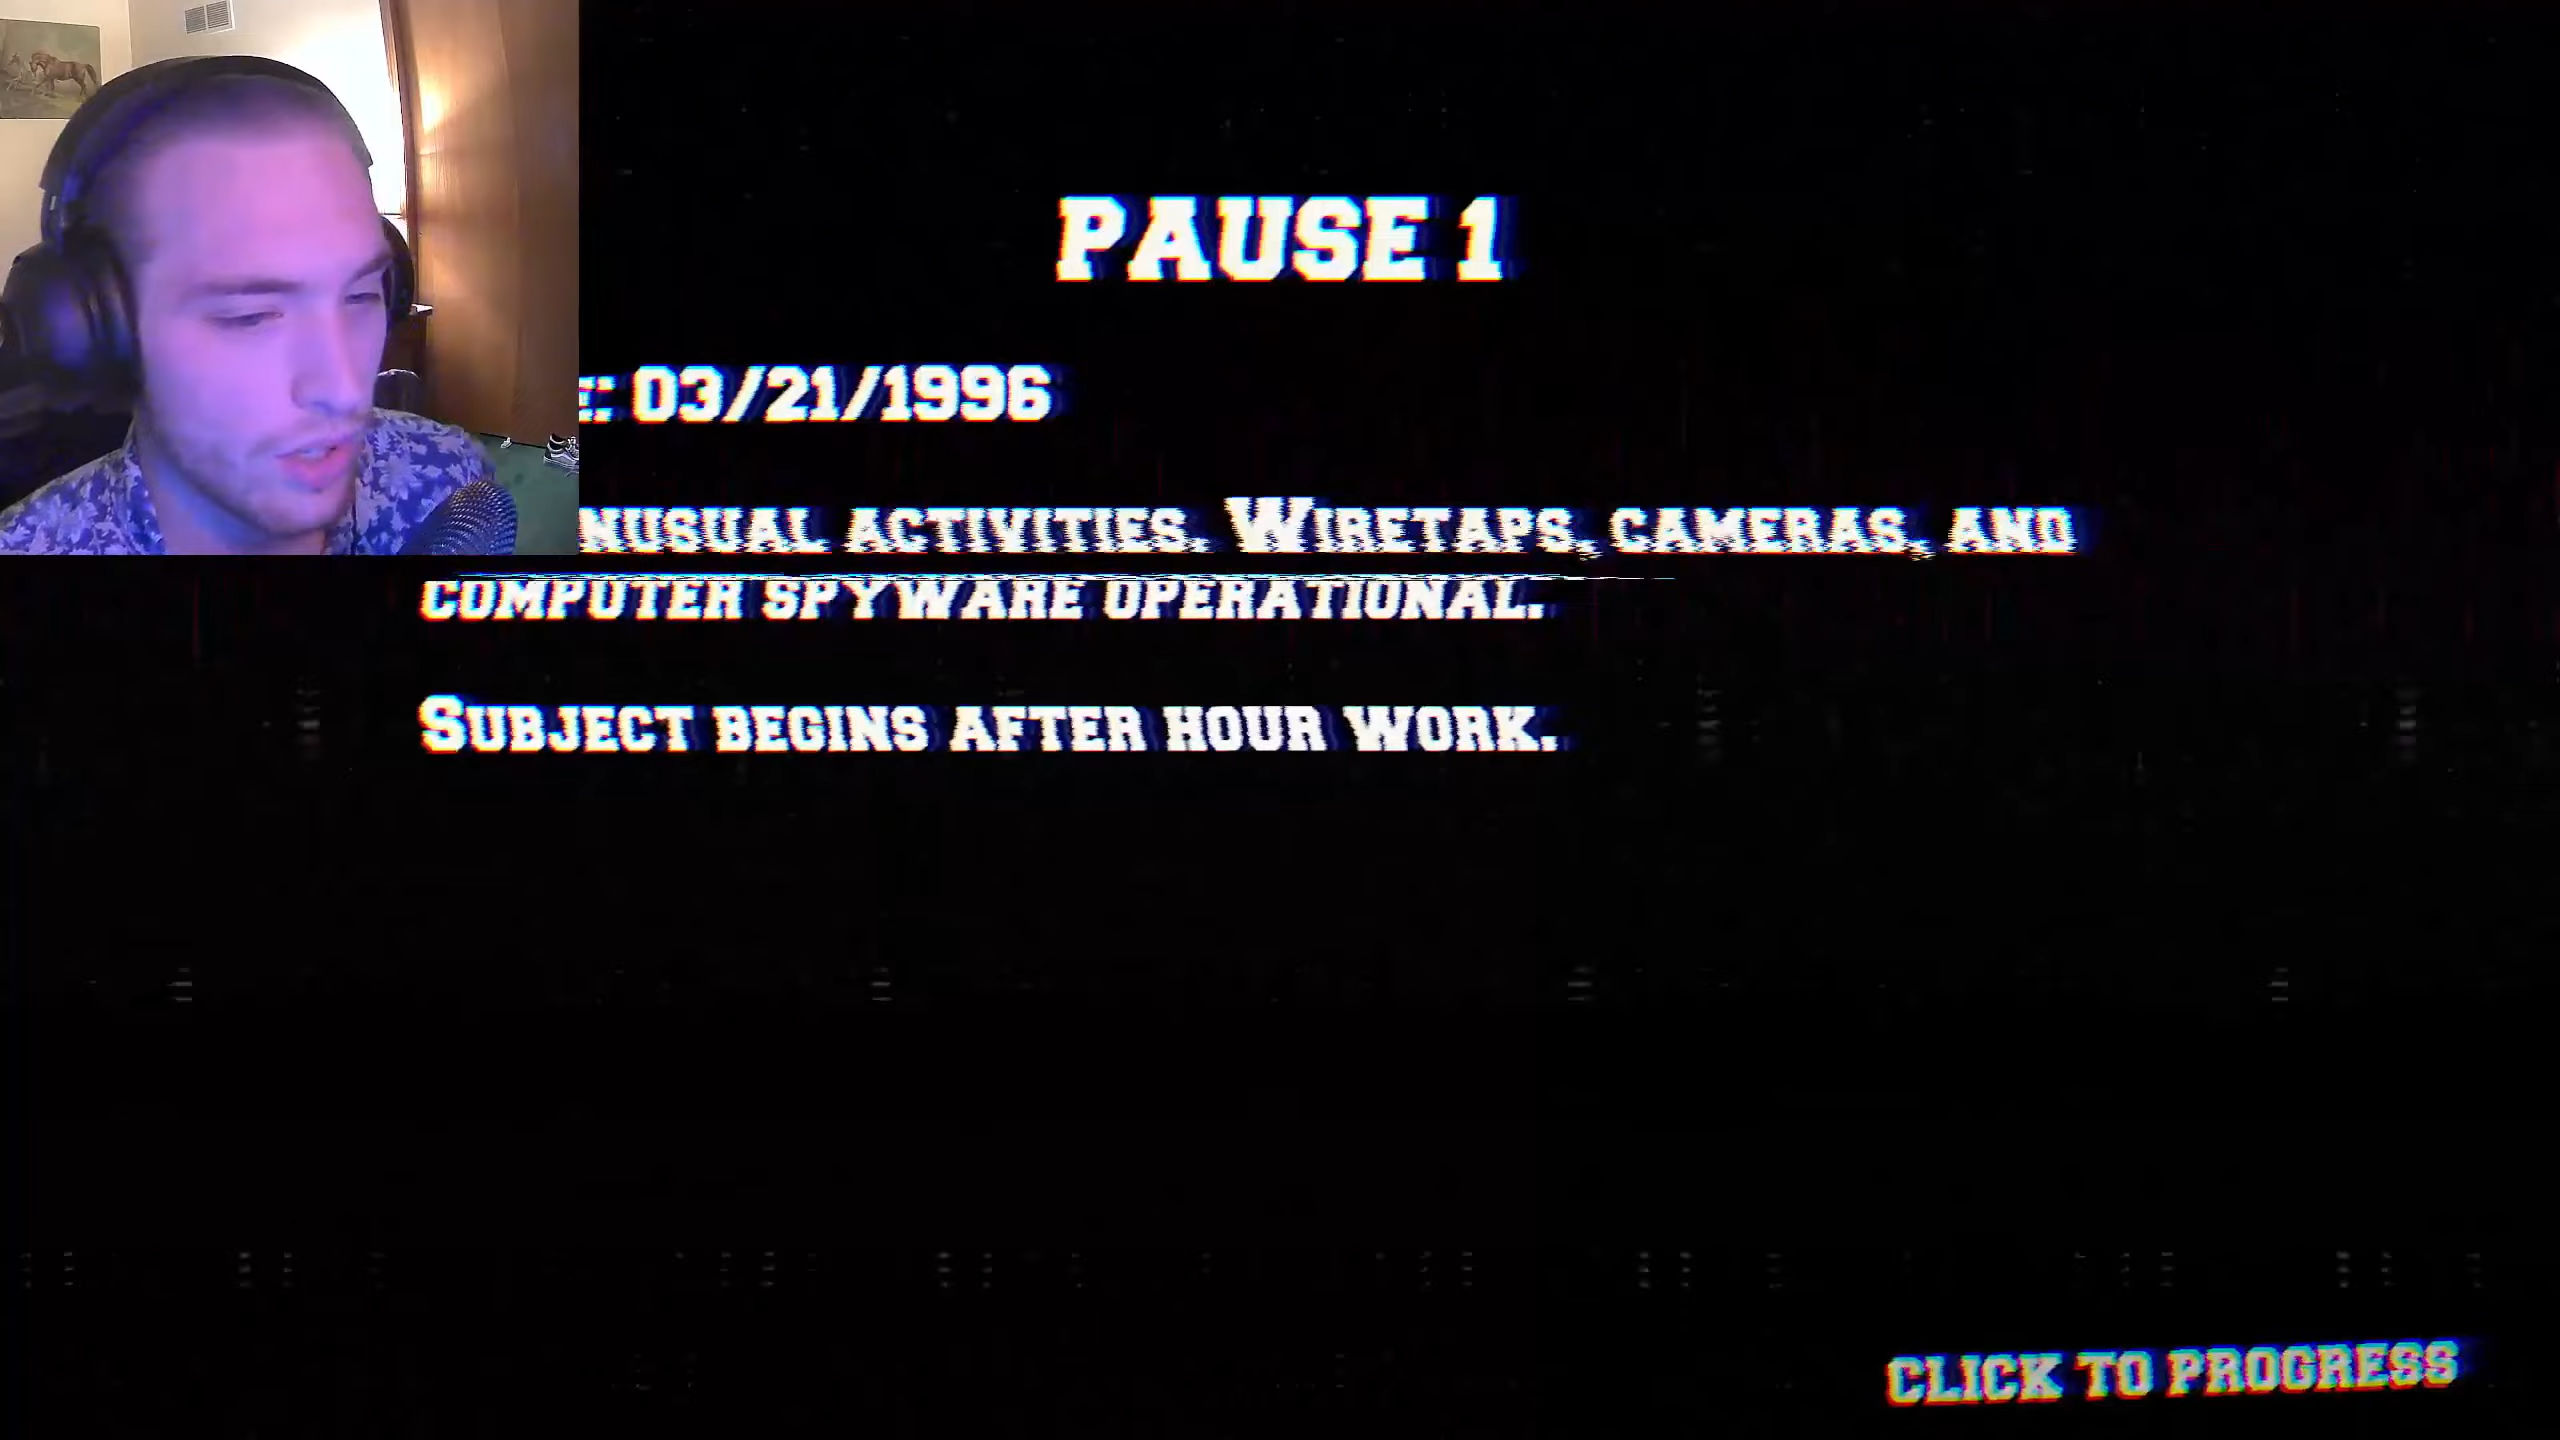 PAUSE 1
E: 03/21/1996
NUSUAL ACTIVITIES. WIRETAPS, CAMERAS, AND
COMPUTER SPYWARE OPERATIONAL.
SUBJECT BEGINS AFTER HOUR WORK.
CLICK TO PROGRESS